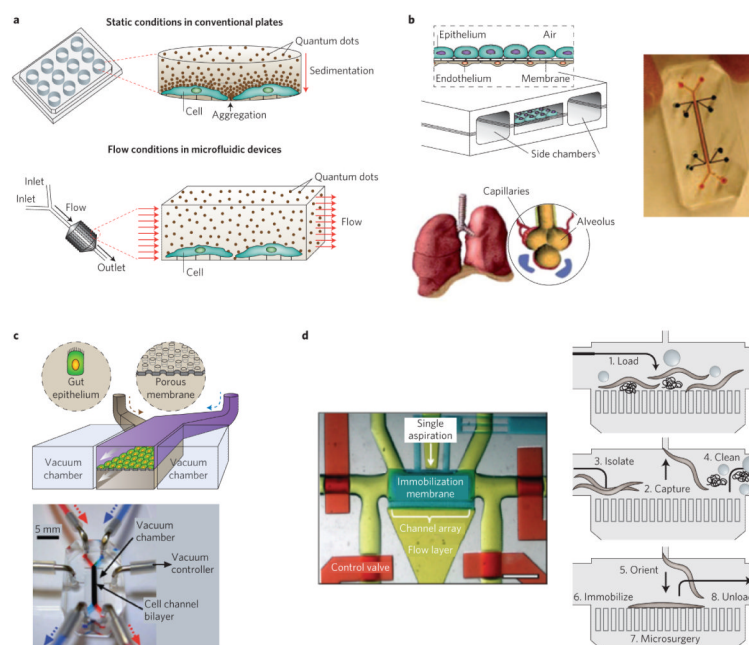 a
Static conditions in conventional plates
Quantum dots
Sedimentation
Cell
Aggregation
Flow conditions in microfluidic devices
Quantum dots
Inlet
Inlet
Flow
Flow
Outlet
Cell
b
Epithelium
Air
Endothelium
Membrane
Side chambers
Capillaries
Alveolus
c
Gut
epithelium
Porous
membrane
Vacuum
chamber
Vacuum
chamber
5 mm
Vacuum
chamber
Vacuum
controller
Cell channel
bilayer
d
Single
aspiration
Immobilization
membrane
Channel array
Flow layer
Control valve
1. Load
3. Isolate
4. Clean
2. Capture
5. Orient
6. Immobilize
8. Unload
7. Microsurgery